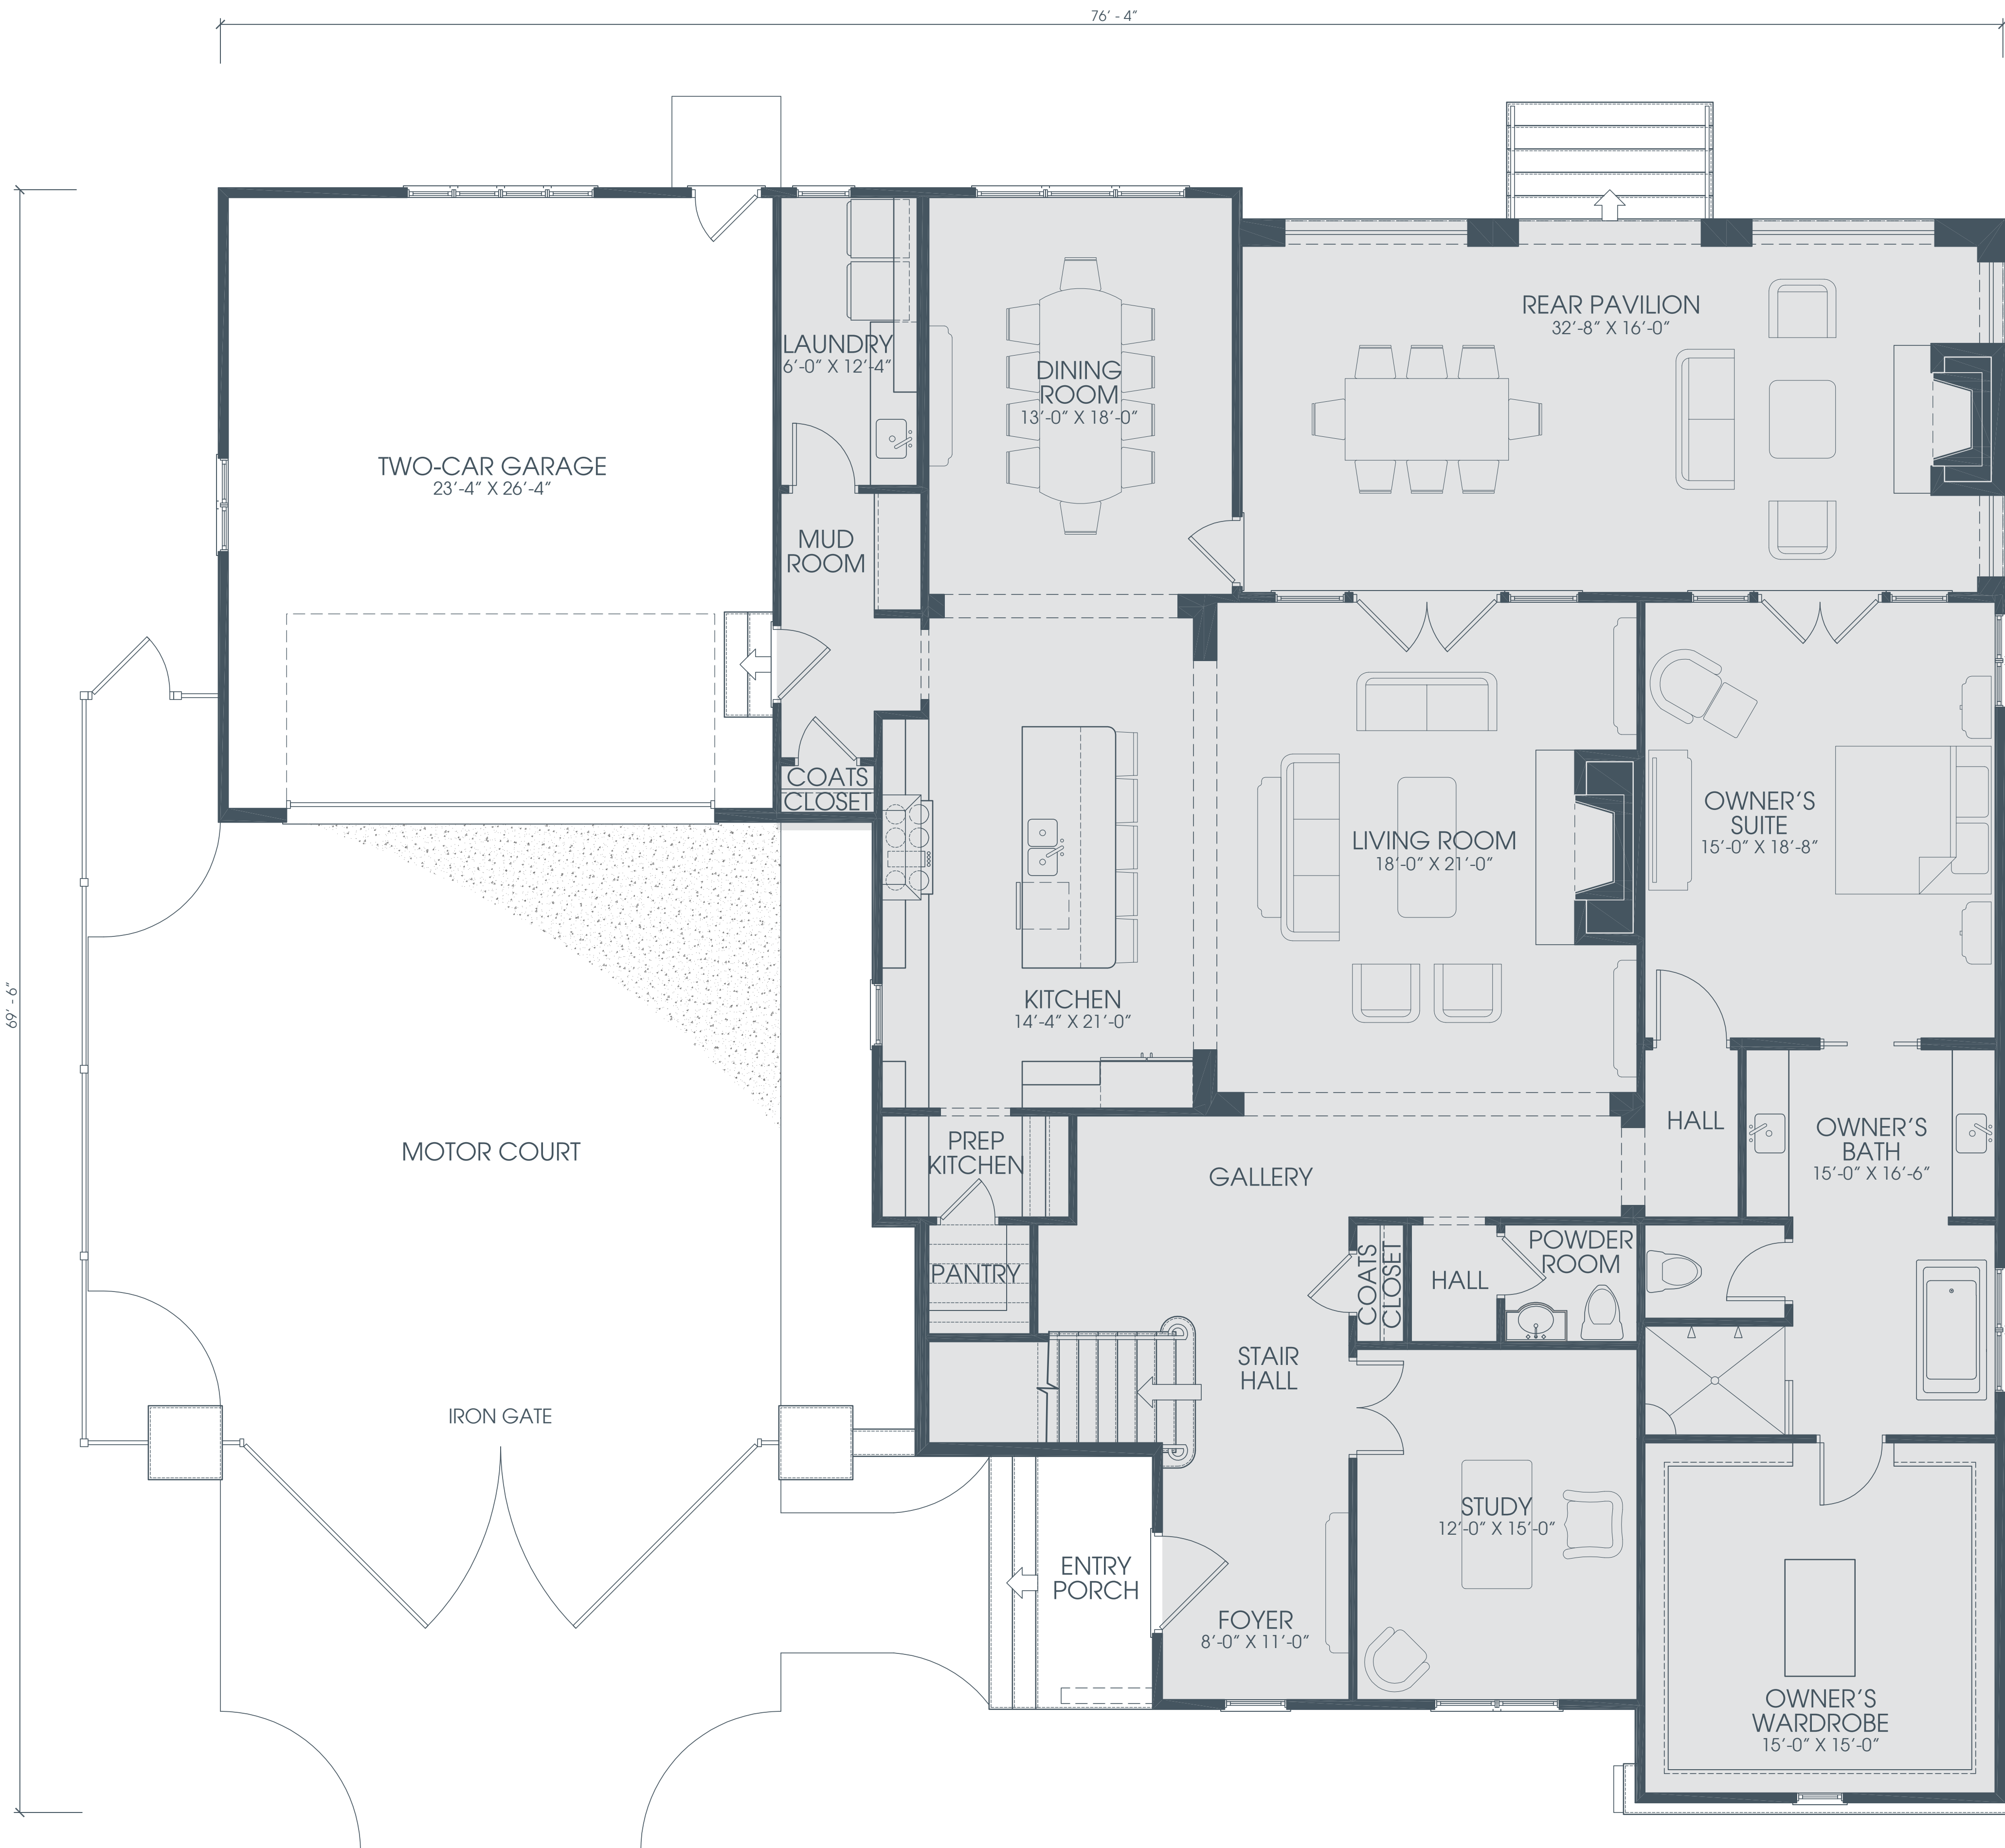 76' - 4"
REAR PAVILION
32'-8" X 16'-0"
LAUNDRY
6'-0" X 12'-4"
DINING
ROOM
13'-0" X 18'-0"
TWO-CAR GARAGE
23'-4" X 26'-4"
MUD
ROOM
COATS
CLOSET
OWNER'S
SUITE
15'-0" X 18'-8"
LIVING ROOM
18'-0" X 21'-0"
69' - 6"
KITCHEN
14'-4" X 21'-0"
HALL
OWNER'S
BATH
15'-0" X 16'-6"
PREP
KITCHEN
MOTOR COURT
GALLERY
POWDER
ROOM
COATS
CLOSET
HALL
PANTRY
STAIR
HALL
IRON GATE
STUDY
12'-0" X 15'-0"
ENTRY
PORCH
FOYER
8'-0" X 11'-0"
OWNER'S
WARDROBE
15'-0" X 15'-0"